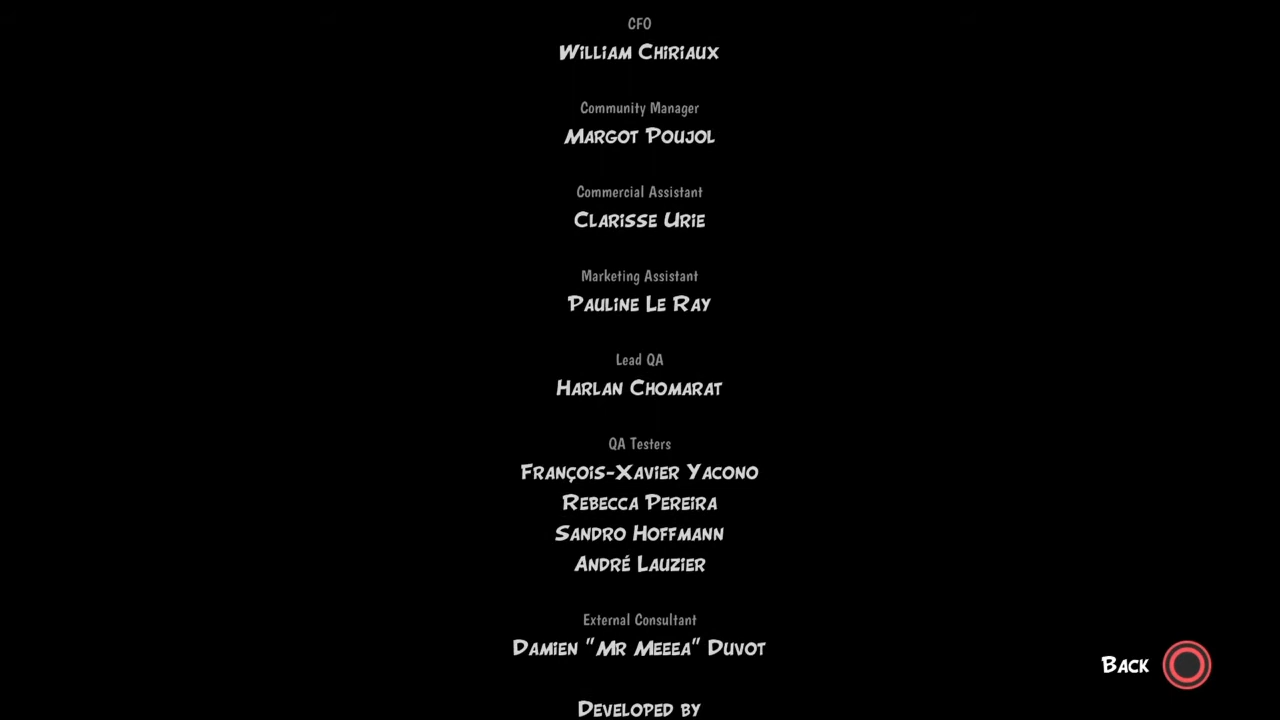 CFO
William Chiriaux
Community Manager
Margot Poujol
Commercial Assistant
Clarisse Urie
Marketing Assistant
Pauline Le Ray
Lead QA
Harlan Chomarat
QA Testers
François-Xavier Yacono
Rebecca Pereira
Sandro Hoffmann
André Lauzier
External Consultant
Damien "Mr Meeea" Duvot
Back
Developed by